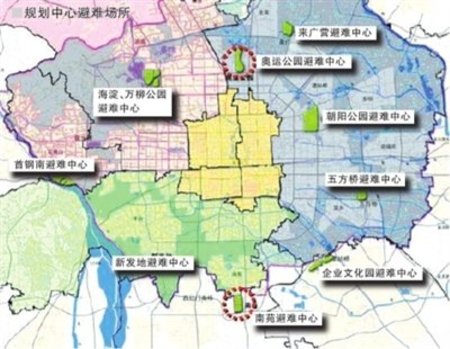 规划中心避难场所
来广营避难中心
奥运公园避难中心
海淀、万柳公园
避难中心
朝阳公园避难中心
首钢南避难中心
五方桥避难中心
新发地避难中心
企业文化园避难中心
南苑避难中心